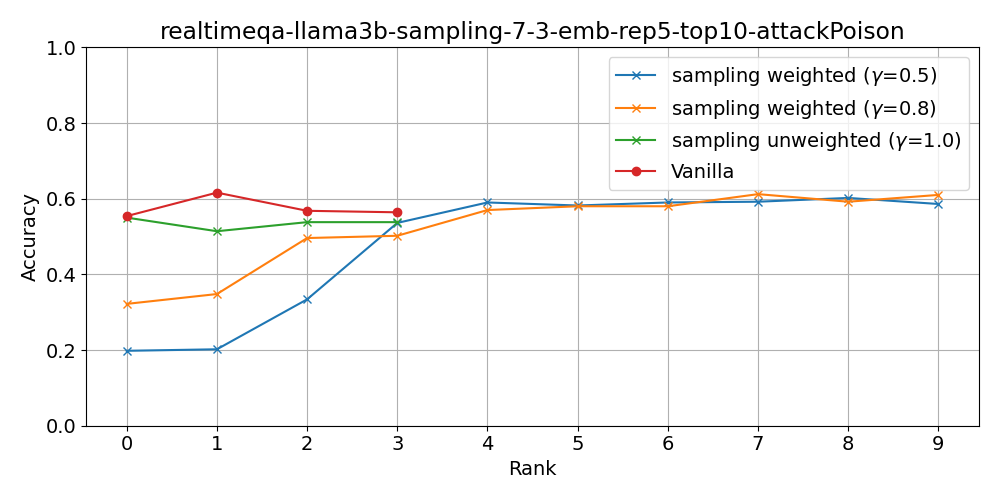 realtimeqa-llama3b-sampling-7-3-emb-rep5-top10-attackPoison
1.0
0.8
0.6
0.4
0.2
0.0
Accuracy
sampling weighted (γ=0.5)
sampling weighted (γ=0.8)
sampling unweighted (γ=1.0)
Vanilla
0 1 2 3 4 5 6 7 8 9
Rank